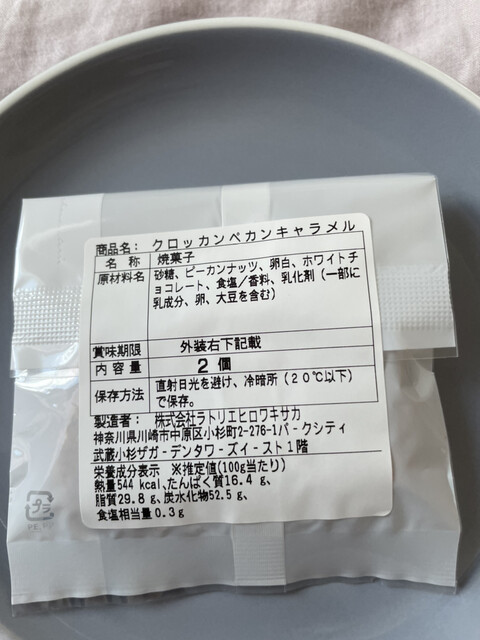 商品名： クロッカンペカンキャラメル
名 称 焼菓子
原材料名 砂糖、ピーカンナッツ、卵白、ホワイトチ
ョコレート、食塩／香料、乳化剤（一部に
乳成分、卵、大豆を含む）
賞味期限 外装右下記載
内 容 量 ２個
保存方法 直射日光を避け、冷暗所（２０℃以下）
で保存。
製造者： 株式会社ラトリエヒロワキサカ
神奈川県川崎市中原区小杉町2-276-1パ-クシティ
武蔵小杉ザガ-デンタワ-ズイ-スト１階
栄養成分表示 ※推定値(100g当たり)
熱量544 kcal､たんぱく質16.4 g､
脂質29.8 g､炭水化物52.5 g､
食塩相当量0.3g
プラ